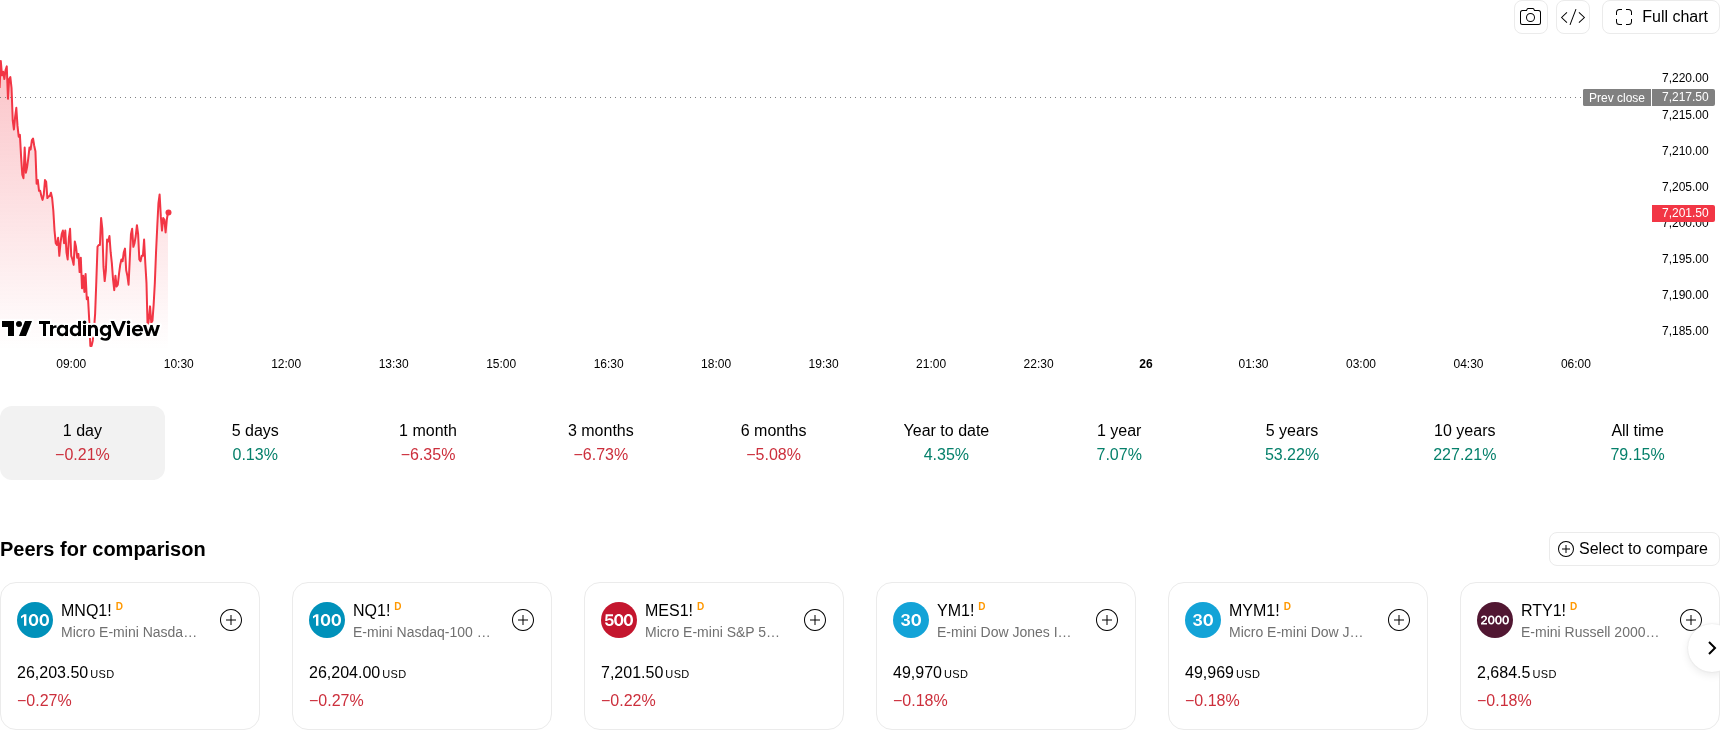 Full chart
7,220.00
Prev close 7,217.50
7,215.00
7,210.00
7,205.00
7,201.50
7,200.00
7,195.00
7,190.00
7,185.00
TradingView
09:00 10:30 12:00 13:30 15:00 16:30 18:00 19:30 21:00 22:30 26 01:30 03:00 04:30 06:00
1 day 5 days 1 month 3 months 6 months Year to date 1 year 5 years 10 years All time
−0.21% 0.13% −6.35% −6.73% −5.08% 4.35% 7.07% 53.22% 227.21% 79.15%
Peers for comparison
Select to compare
100 MNQ1! D
Micro E-mini Nasda…
26,203.50 USD
−0.27%
100 NQ1! D
E-mini Nasdaq-100 …
26,204.00 USD
−0.27%
500 MES1! D
Micro E-mini S&P 5…
7,201.50 USD
−0.22%
30 YM1! D
E-mini Dow Jones I…
49,970 USD
−0.18%
30 MYM1! D
Micro E-mini Dow J…
49,969 USD
−0.18%
2000 RTY1! D
E-mini Russell 2000…
2,684.5 USD
−0.18%